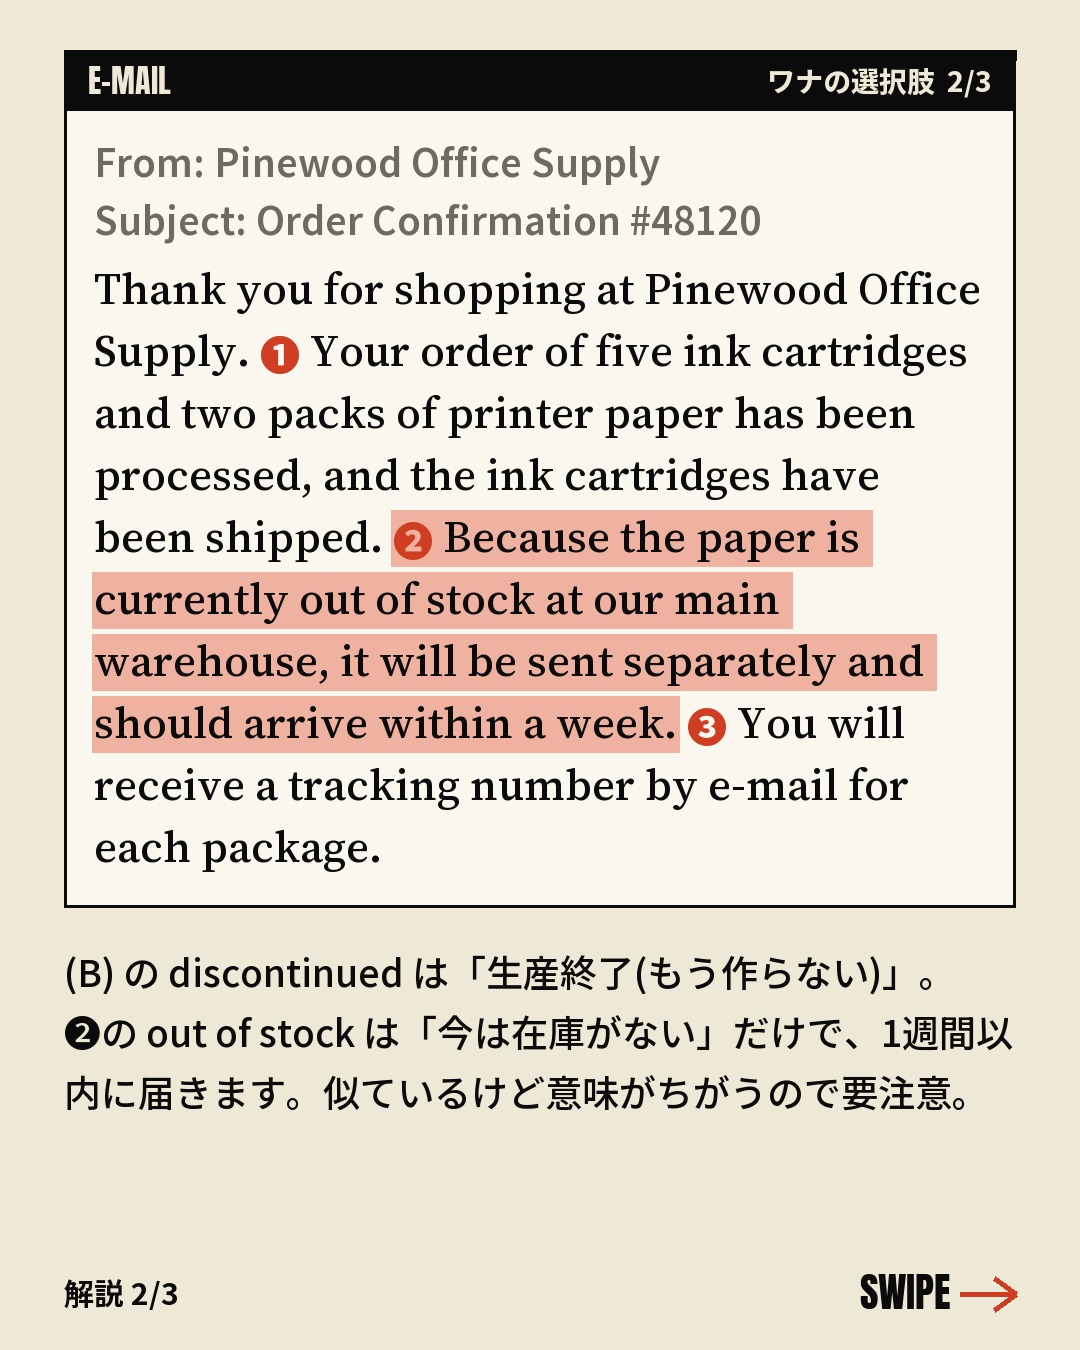 E-MAIL
ワナの選択肢 2/3
From: Pinewood Office Supply
Subject: Order Confirmation #48120
Thank you for shopping at Pinewood Office
Supply. ❶ Your order of five ink cartridges
and two packs of printer paper has been
processed, and the ink cartridges have
been shipped. ❷ Because the paper is
currently out of stock at our main
warehouse, it will be sent separately and
should arrive within a week. ❸ You will
receive a tracking number by e-mail for
each package.
(B) の discontinued は「生産終了(もう作らない)」。
❷の out of stock は「今は在庫がない」だけで、1週間以
内に届きます。似ているけど意味がちがうので要注意。
解説 2/3
SWIPE